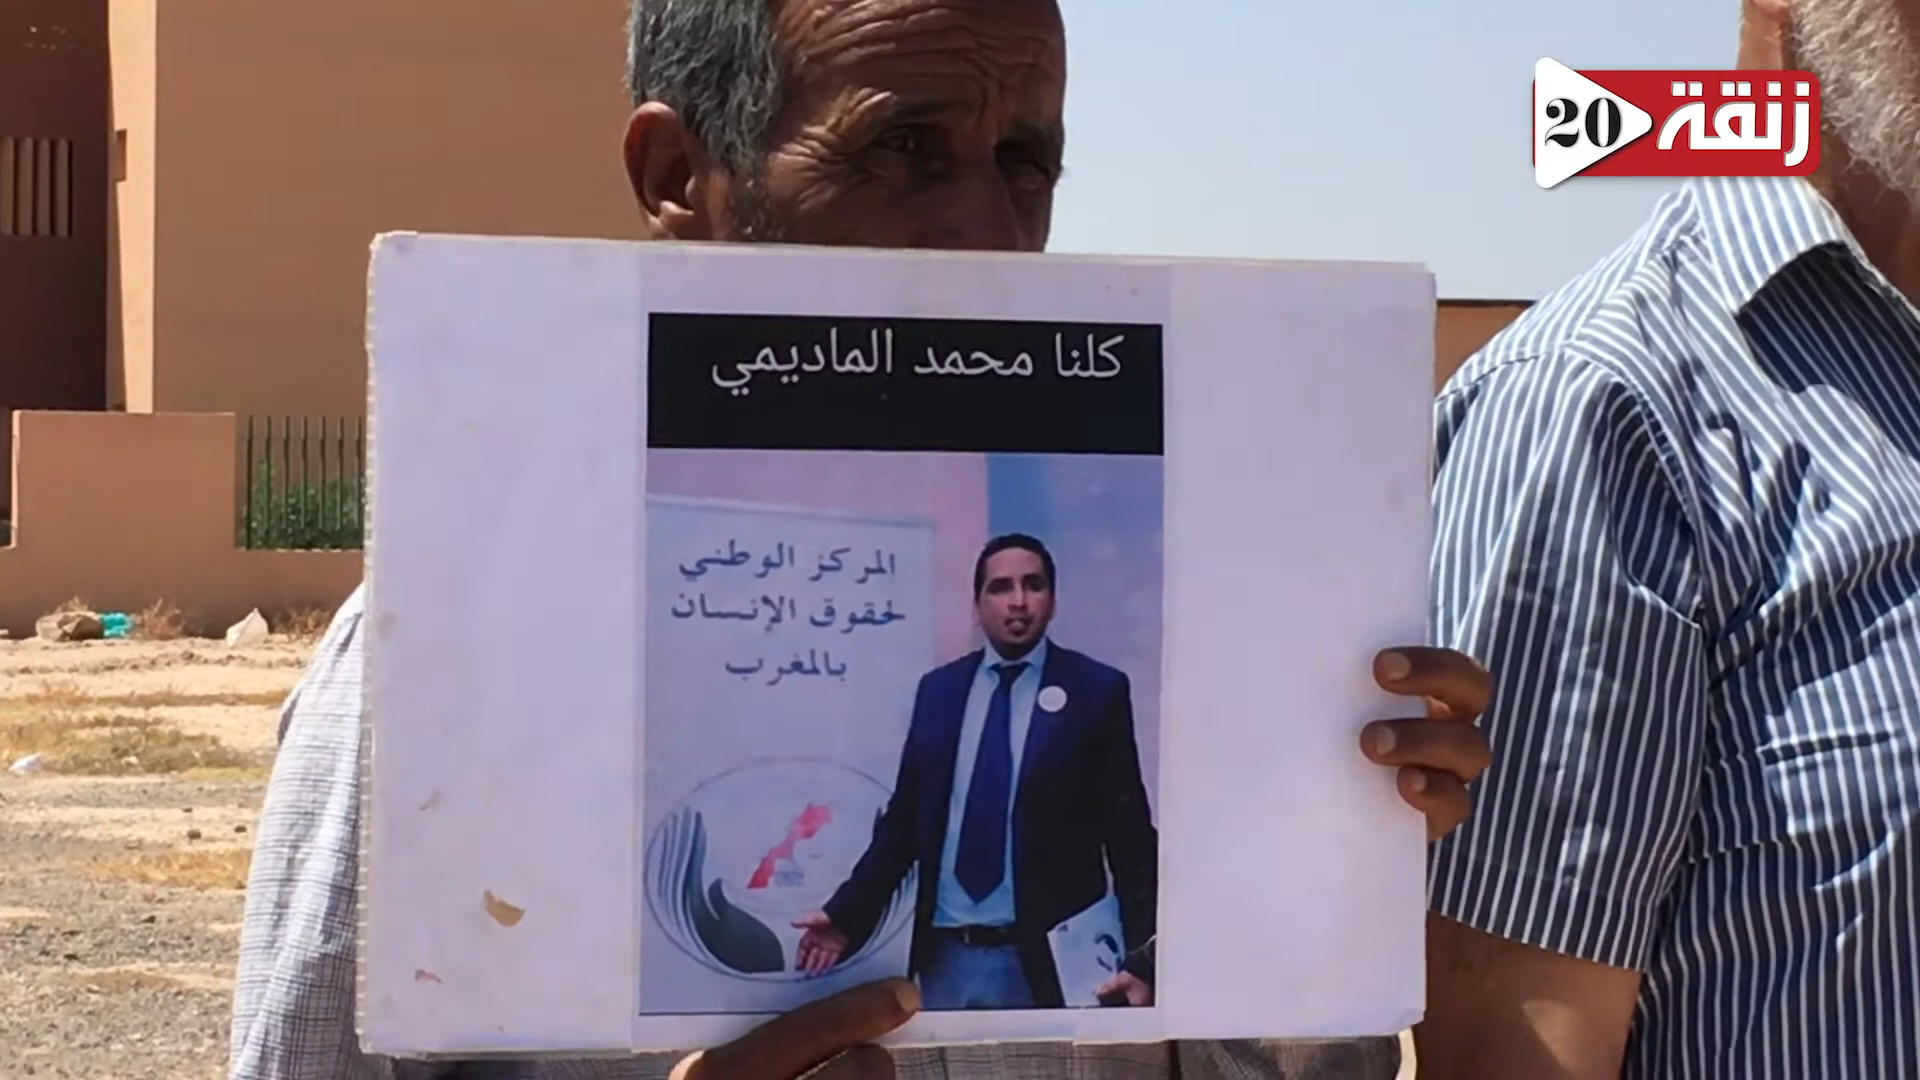 زنقة 20
كلنا محمد الماديمي
المركز الوطني
لحقوق الإنسان
بالمغرب